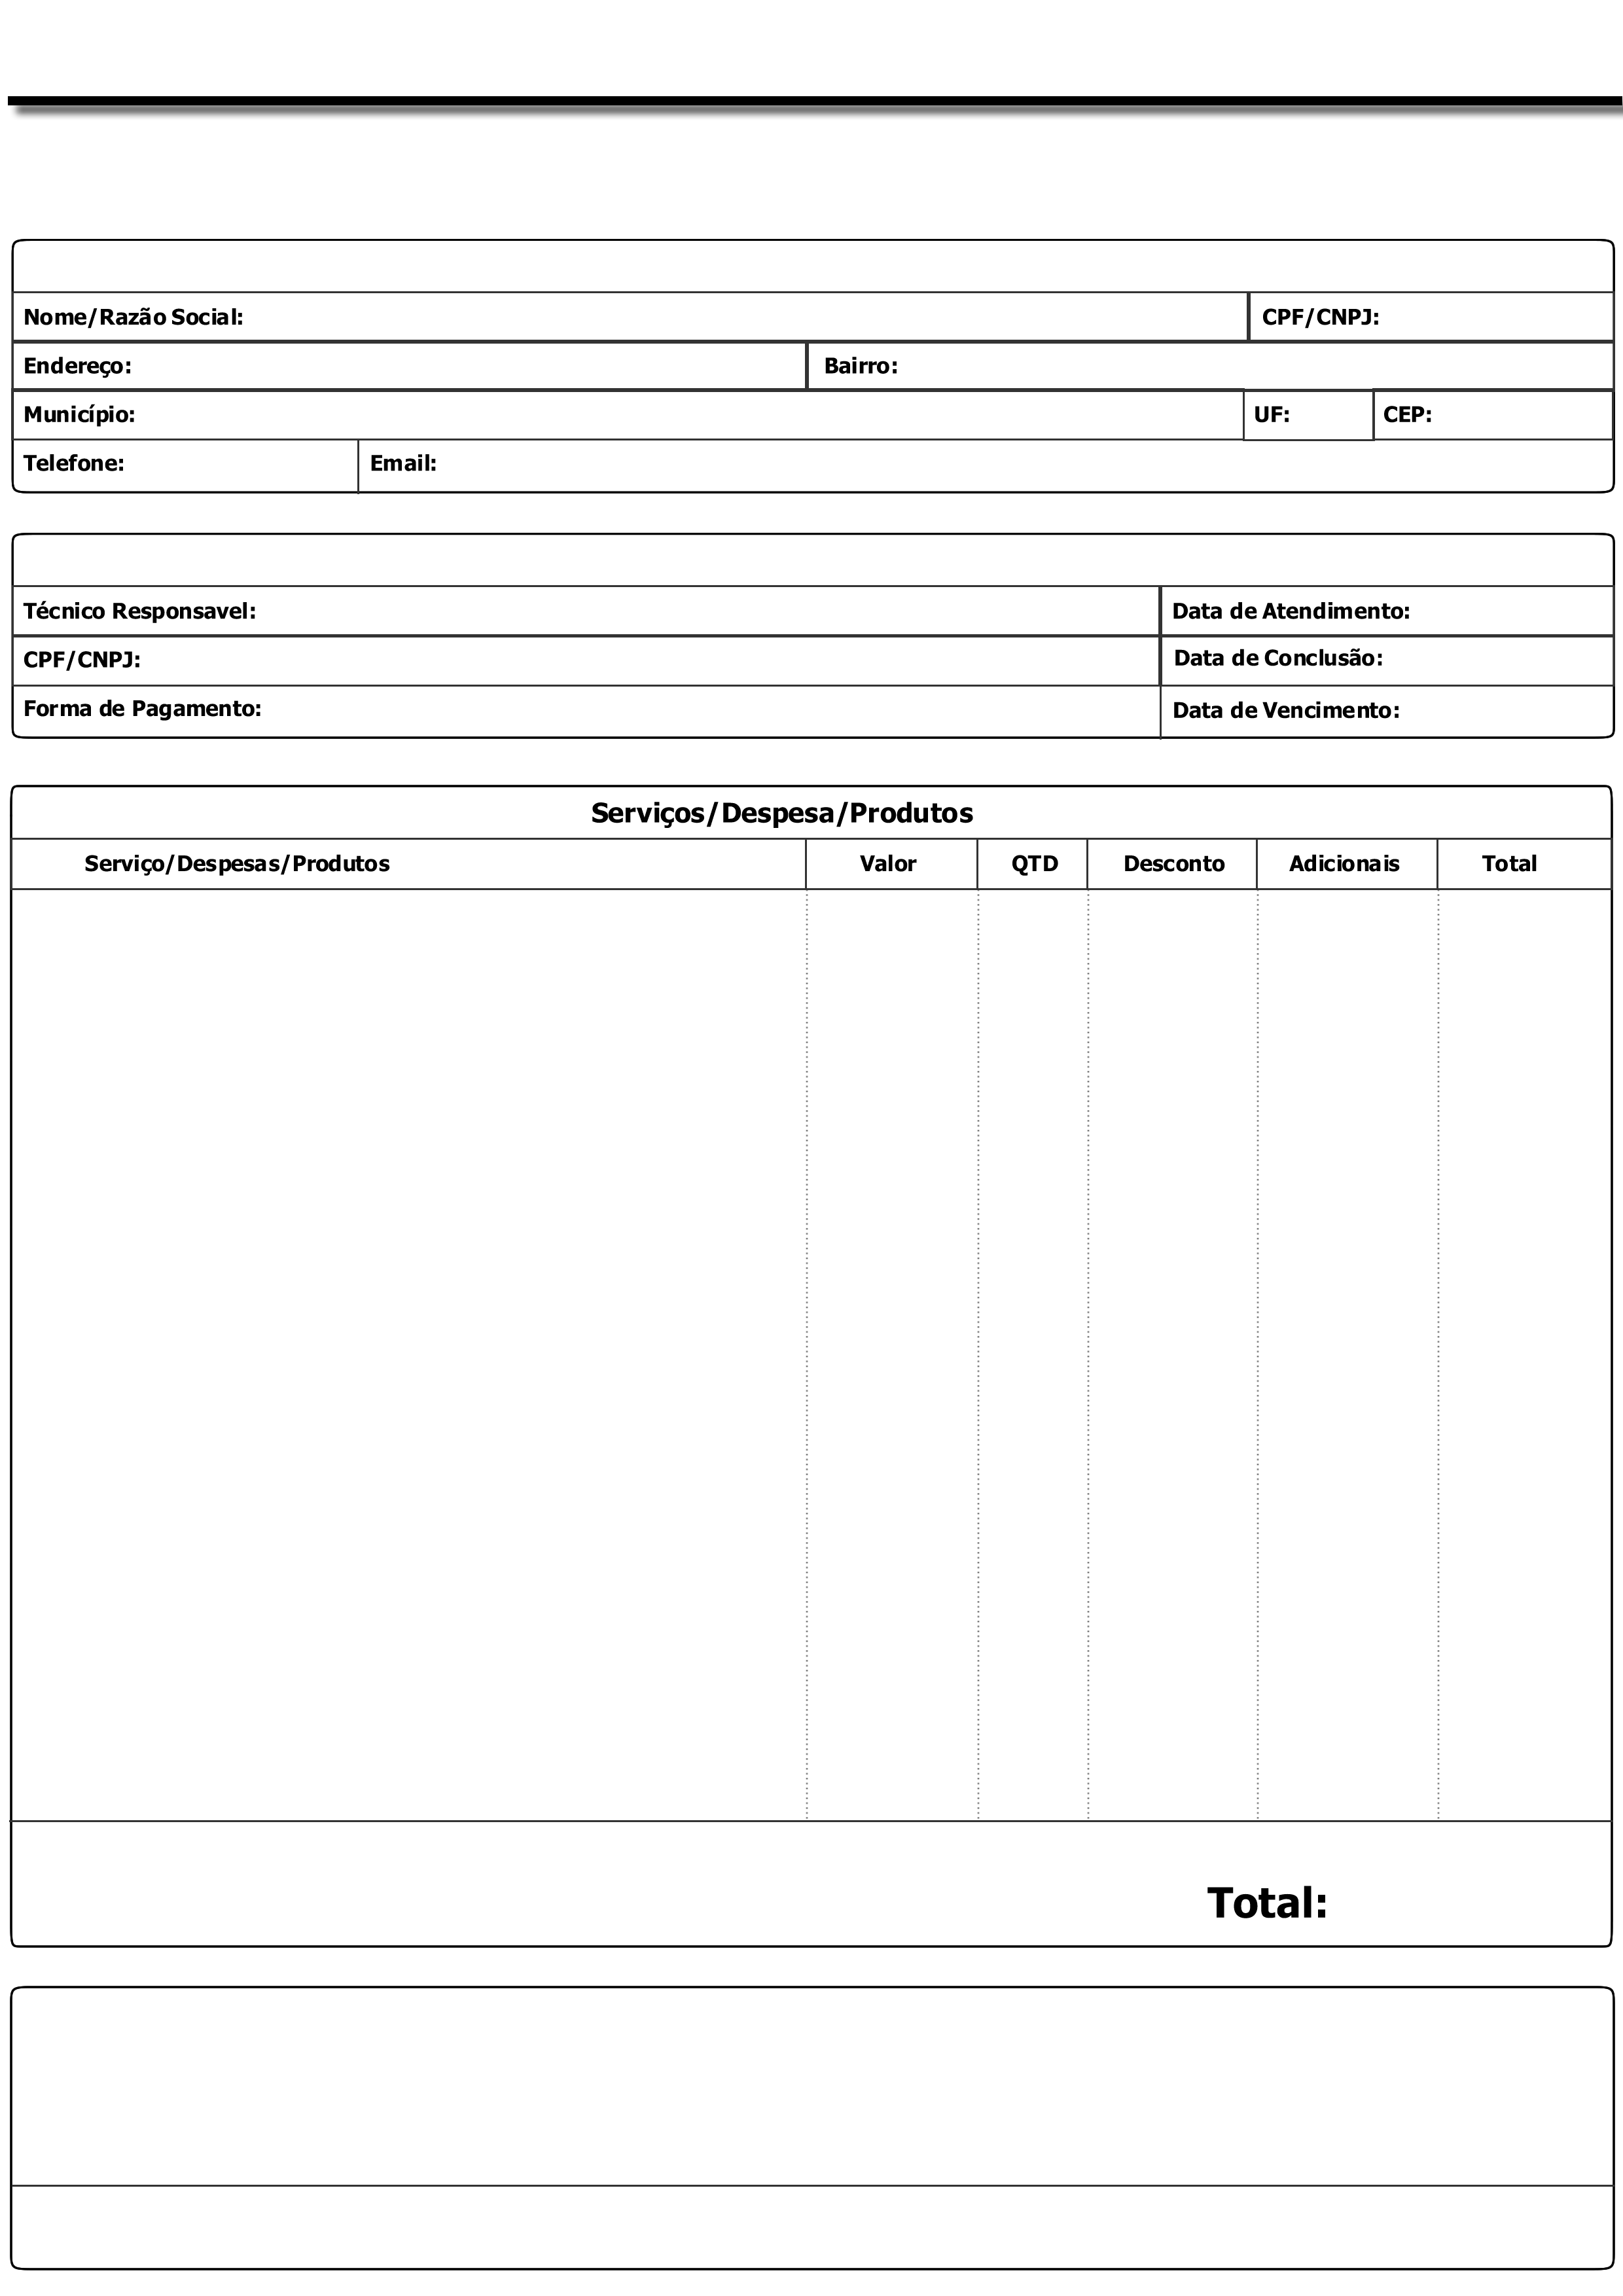 Nome/Razão Social: CPF/CNPJ:
Endereço: Bairro:
Município: UF: CEP:
Telefone: Email:
Técnico Responsavel: Data de Atendimento:
CPF/CNPJ: Data de Conclusão:
Forma de Pagamento: Data de Vencimento:
Serviços/Despesa/Produtos
Serviço/Despesas/Produtos Valor QTD Desconto Adicionais Total
Total: